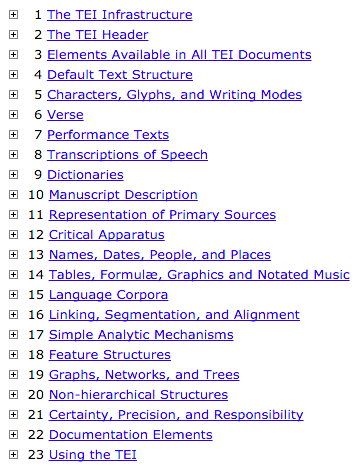 1 The TEI Infrastructure
2 The TEI Header
3 Elements Available in All TEI Documents
4 Default Text Structure
5 Characters, Glyphs, and Writing Modes
6 Verse
7 Performance Texts
8 Transcriptions of Speech
9 Dictionaries
10 Manuscript Description
11 Representation of Primary Sources
12 Critical Apparatus
13 Names, Dates, People, and Places
14 Tables, Formulæ, Graphics and Notated Music
15 Language Corpora
16 Linking, Segmentation, and Alignment
17 Simple Analytic Mechanisms
18 Feature Structures
19 Graphs, Networks, and Trees
20 Non-hierarchical Structures
21 Certainty, Precision, and Responsibility
22 Documentation Elements
23 Using the TEI